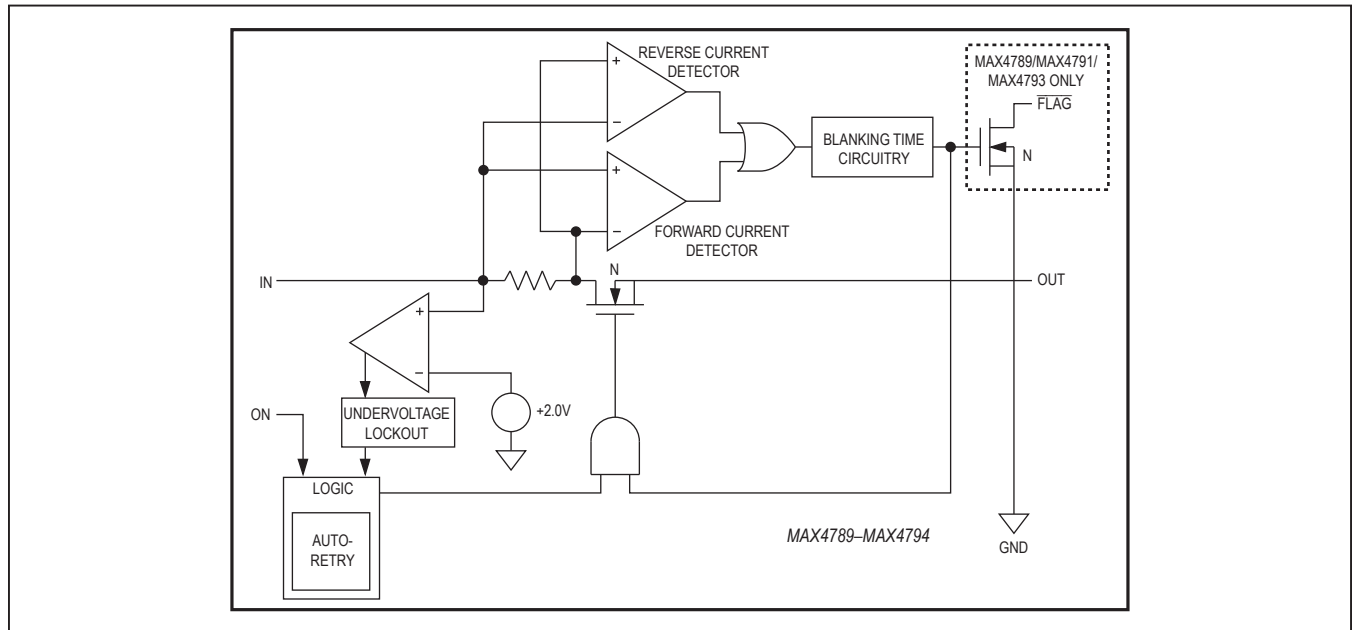 REVERSE CURRENT
DETECTOR
MAX4789/MAX4791/
MAX4793 ONLY
FLAG
+
−
BLANKING TIME
CIRCUITRY
N
+
−
FORWARD CURRENT
DETECTOR
IN
N
OUT
+
−
+2.0V
ON
UNDERVOLTAGE
LOCKOUT
LOGIC
AUTO-
RETRY
MAX4789–MAX4794
GND